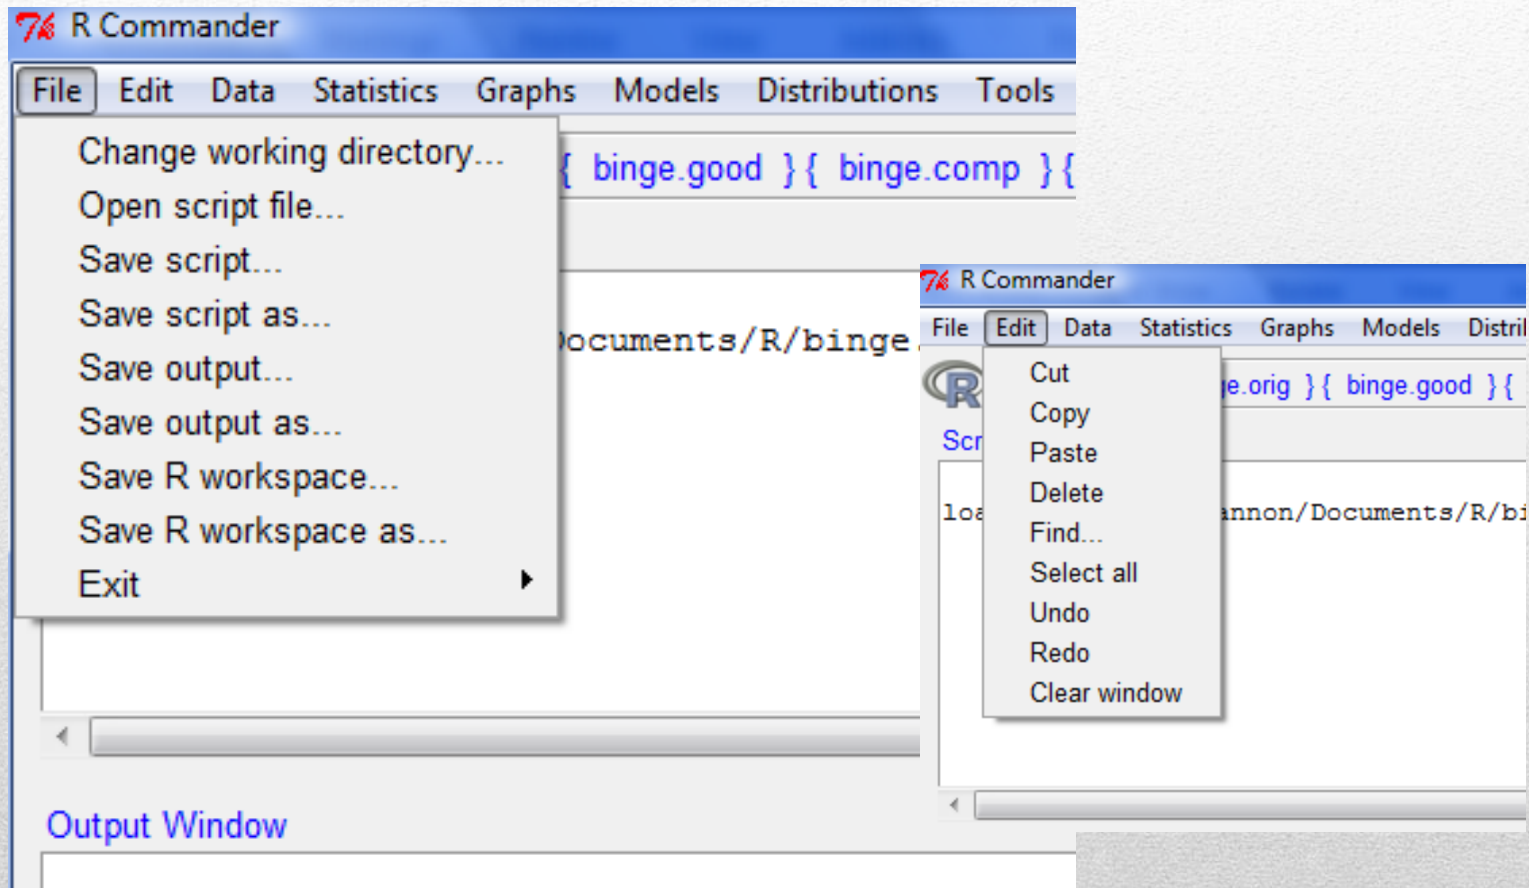 R Commander
File Edit Data Statistics Graphs Models Distributions Tools
Change working directory...
{ binge.good } { binge.comp } {
Open script file...
Save script...
Save script as...
ocuments/R/binge.
Save output...
Save output as...
Save R workspace...
Save R workspace as...
Exit
Output Window
R Commander
File Edit Data Statistics Graphs Models Distri
Cut
e.orig } { binge.good } {
Copy
Scr
Paste
Delete
loa annon/Documents/R/bi
Find...
Select all
Undo
Redo
Clear window